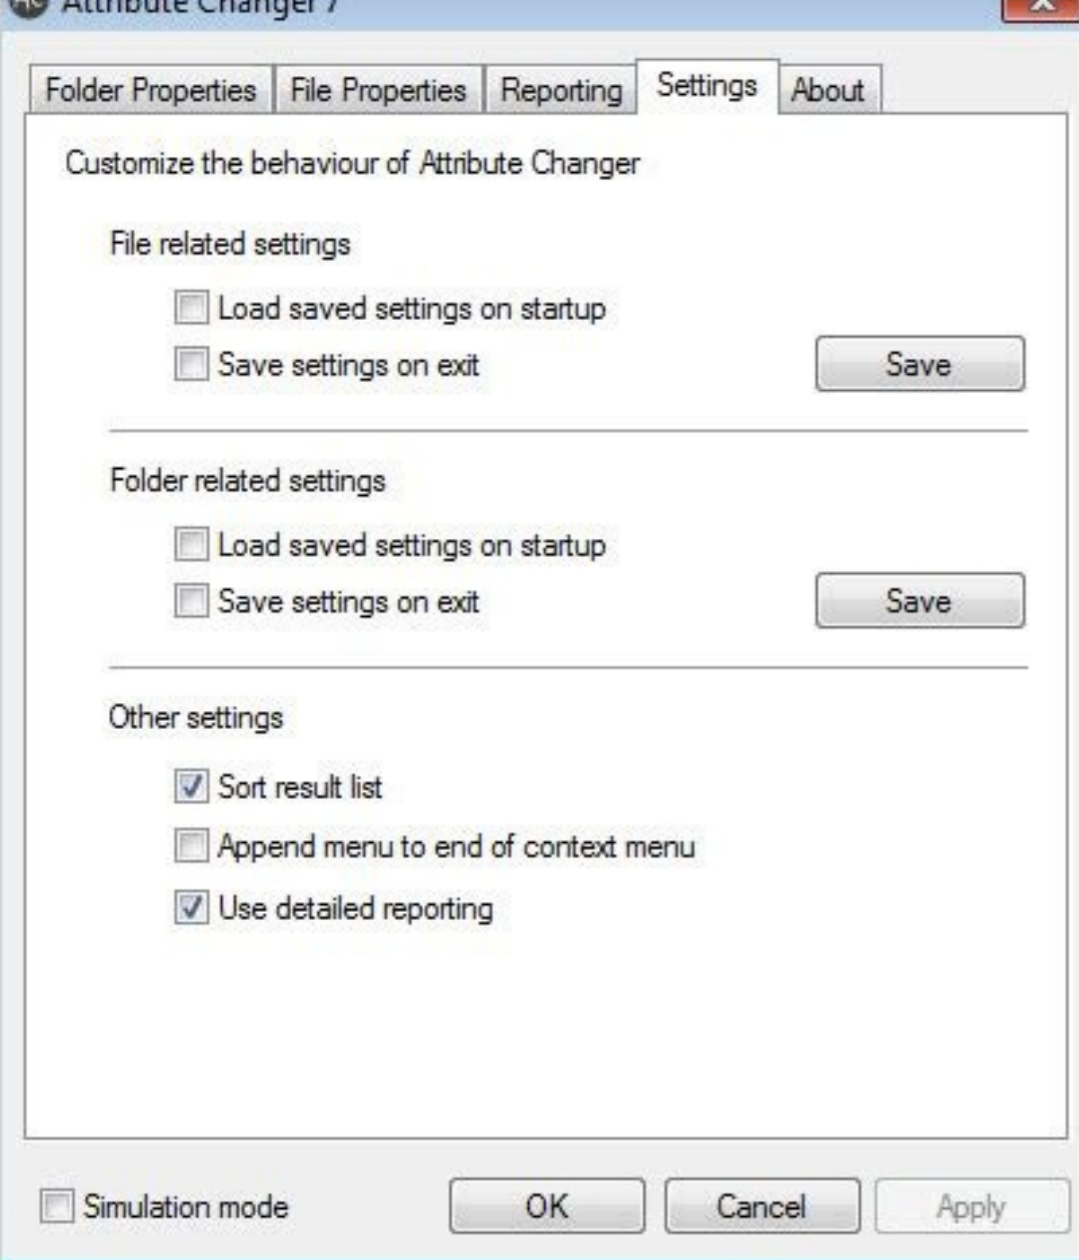 Attribute Changer 7
Folder Properties File Properties Reporting Settings About
Customize the behaviour of Attribute Changer
File related settings
Load saved settings on startup
Save settings on exit Save
Folder related settings
Load saved settings on startup
Save settings on exit Save
Other settings
Sort result list
Append menu to end of context menu
Use detailed reporting
Simulation mode OK Cancel Apply